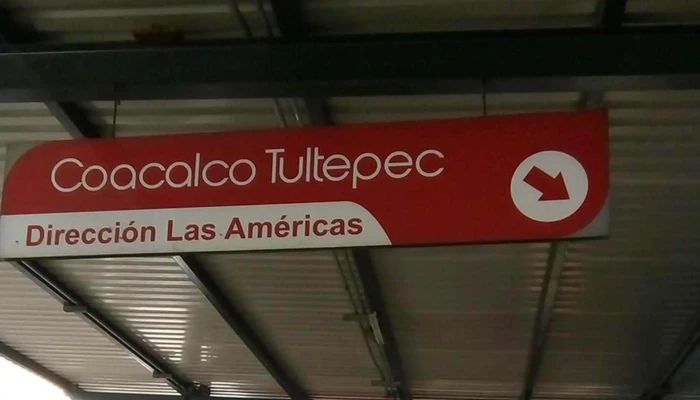 Coacalco Tultepec
Dirección Las Américas